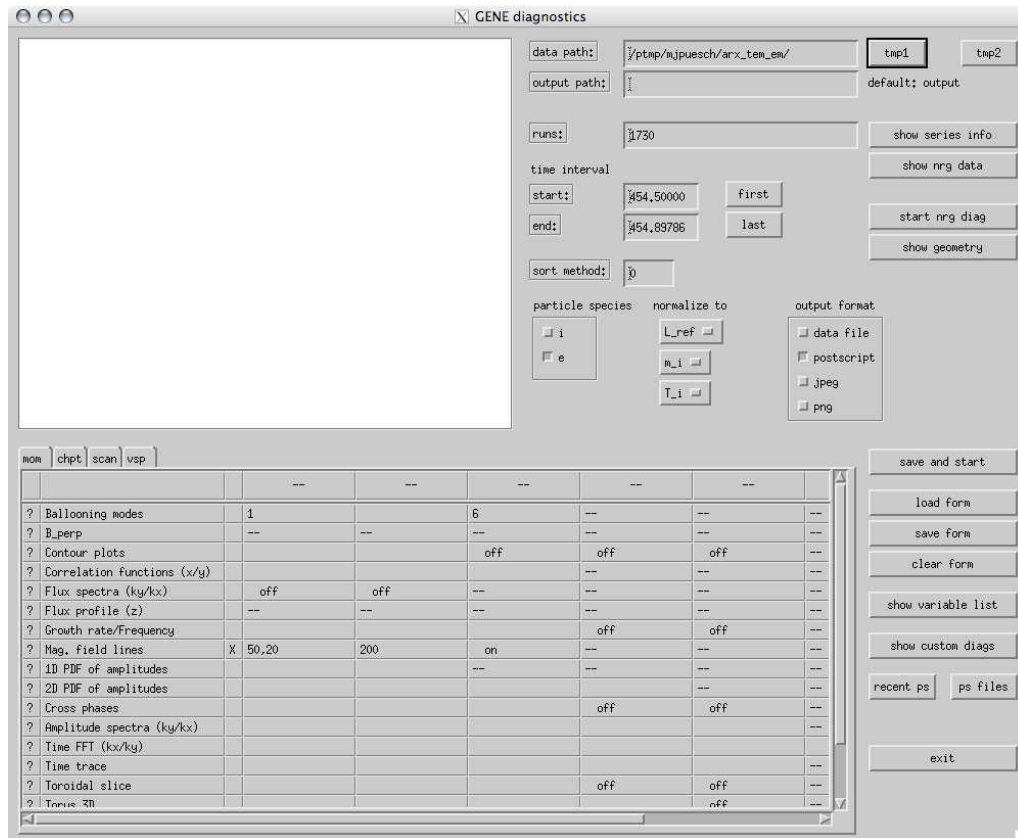 X GENE diagnostics
data path: /ptmp/mjpuesch/arx_tem_em/ tmp1 tmp2
output path: default: output
runs: 1730 show series info
show nrg data
time interval
start: 454.50000 first
end: 454.89786 last
start nrg diag
show geometry
sort method: 0
particle species normalize to output format
i L_ref data file
e m_i postscript
T_i jpeg
png
mom chpt scan vsp
save and start
load form
save form
clear form
show variable list
show custom diags
recent ps ps files
exit
-- -- -- -- --
? Ballooning modes 1 6 -- -- --
? B_perp -- -- -- -- -- --
? Contour plots off off off --
? Correlation functions (x/y) -- -- --
? Flux spectra (ky/kx) off off -- -- -- --
? Flux profile (z) -- -- -- -- -- --
? Growth rate/Frequency off off --
? Mag. field lines X 50,20 200 on -- -- --
? 1D PDF of amplitudes -- -- -- --
? 2D PDF of amplitudes -- --
? Cross phases off off --
? Amplitude spectra (ky/kx) --
? Time FFT (kx/ky)
? Time trace --
? Toroidal slice off off --
? Torus 3D off --